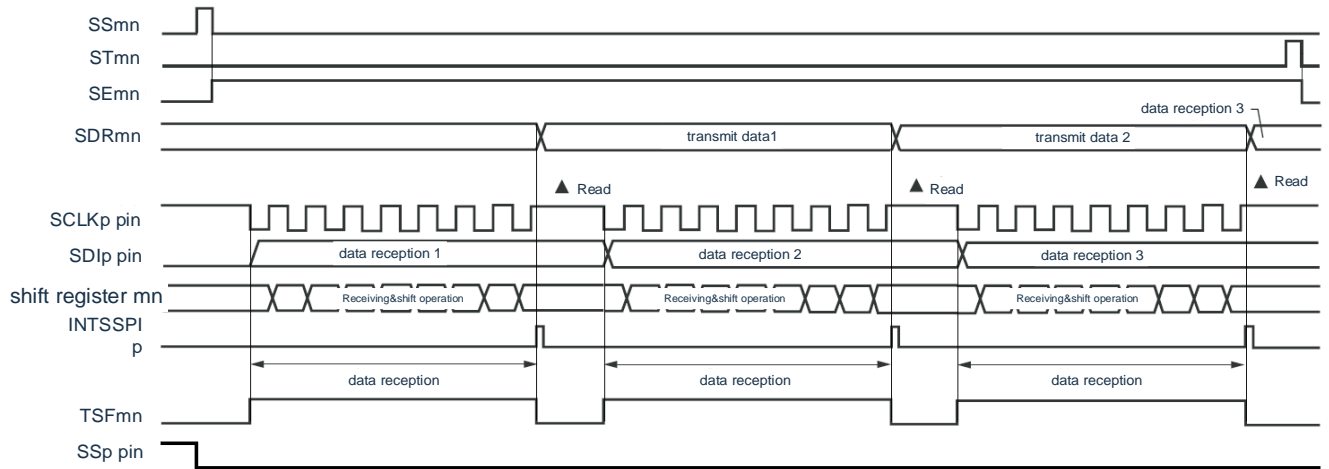 SSmn
STmn
SEmn
data reception 3
SDRmn
transmit data1
transmit data 2
Read
Read
Read
SCLKp pin
SDIp pin
data reception 1
data reception 2
data reception 3
shift register mn
Receiving&shift operation
Receiving&shift operation
Receiving&shift operation
INTSSPI
p
data reception
data reception
data reception
TSFmn
SSp pin